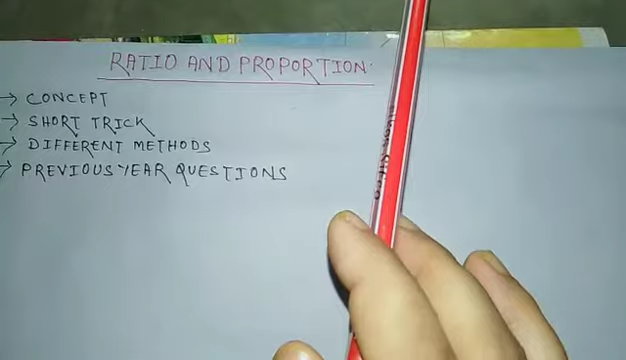 RATIO AND PROPORTION
→ CONCEPT
→ SHORT TRICK
→ DIFFERENT METHODS
→ PREVIOUS YEAR QUESTIONS